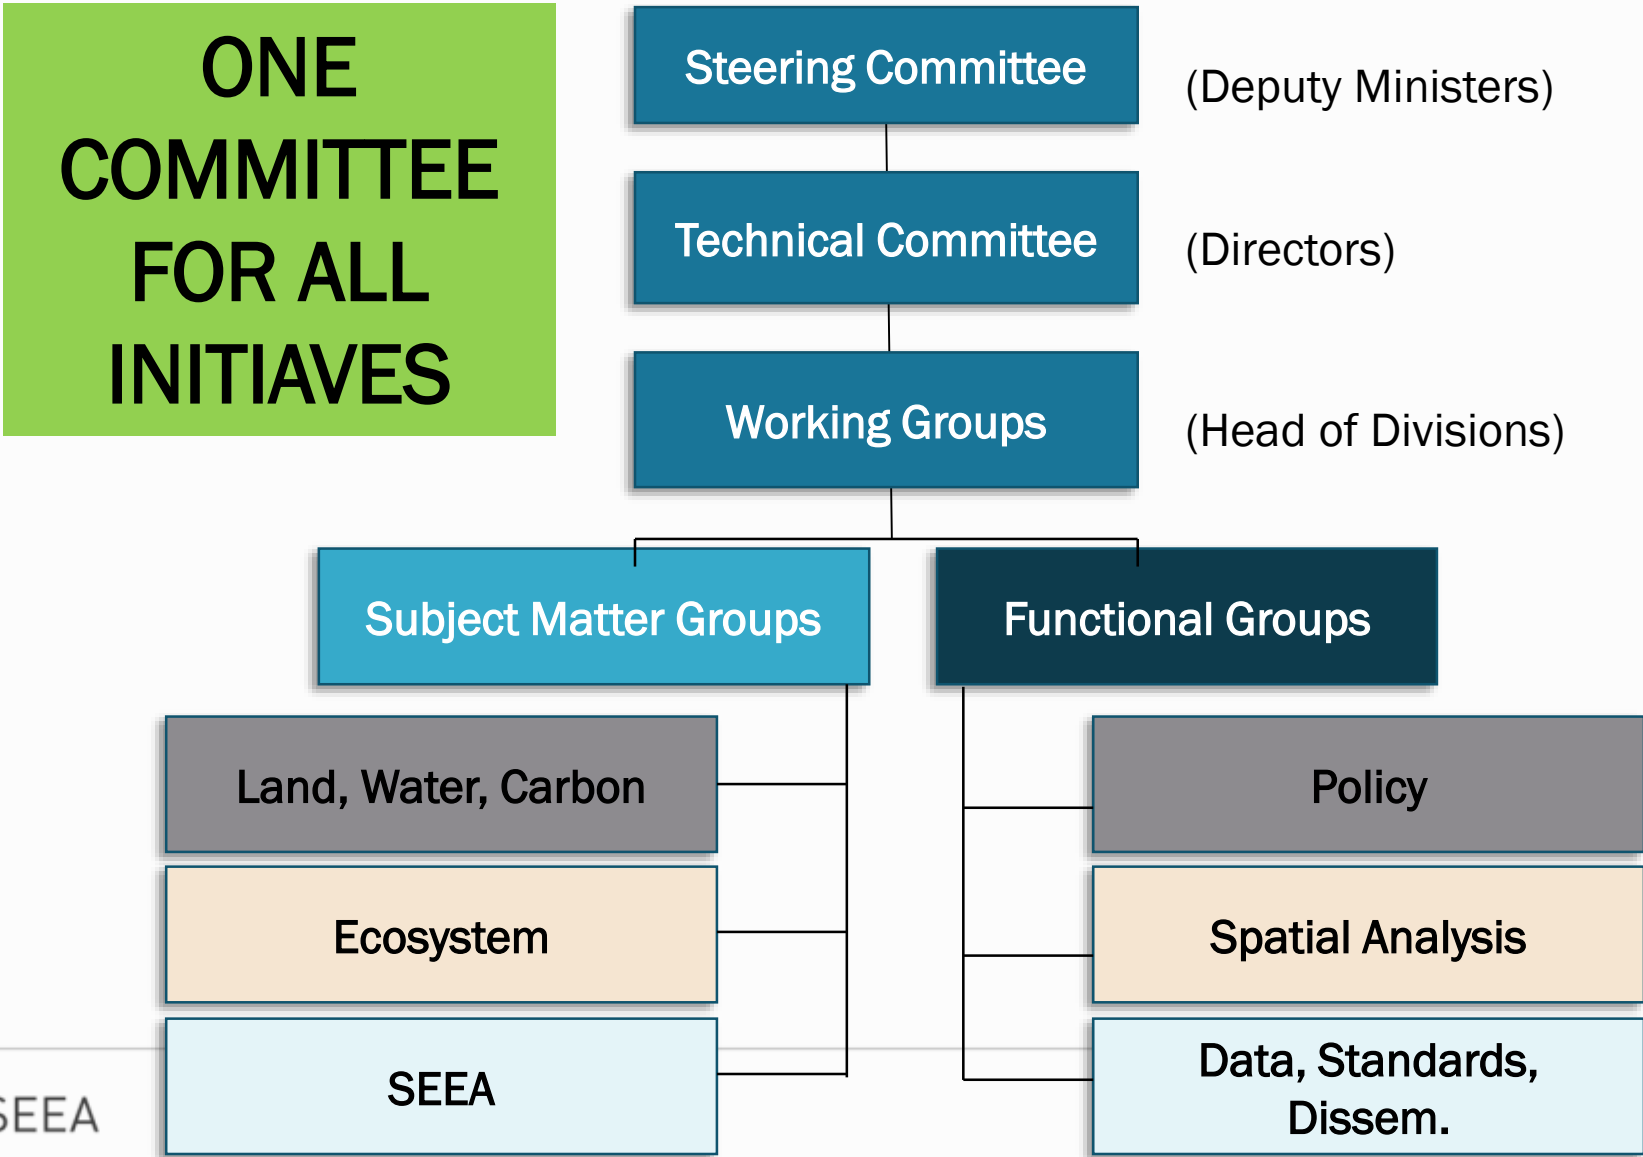 ONE
COMMITTEE
FOR ALL
INITIAVES
Steering Committee
(Deputy Ministers)
Technical Committee
(Directors)
Working Groups
(Head of Divisions)
Subject Matter Groups
Functional Groups
Land, Water, Carbon
Policy
Ecosystem
Spatial Analysis
SEEA
Data, Standards,
Dissem.
SEEA